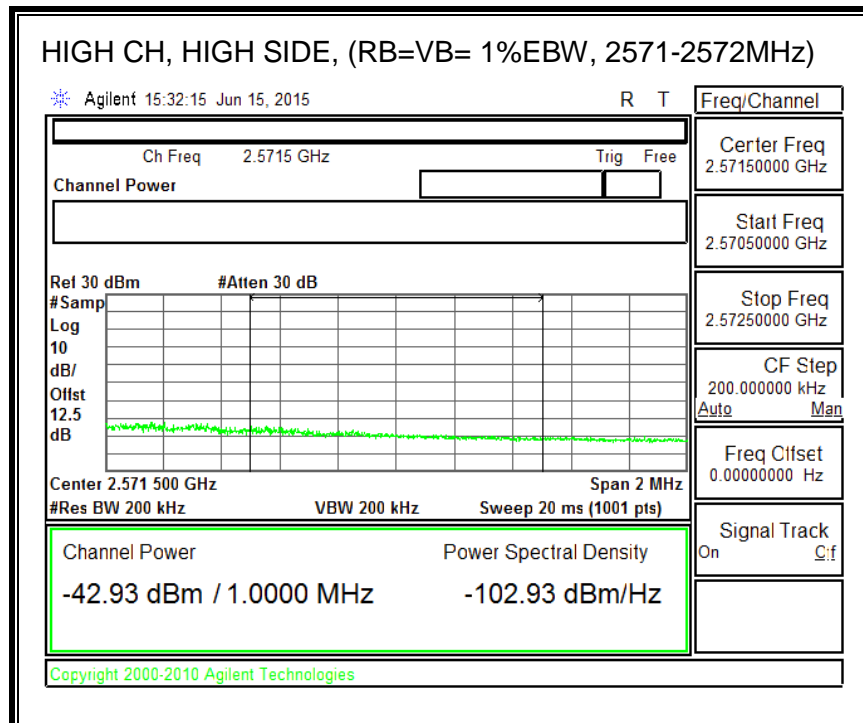 HIGH CH, HIGH SIDE, (RB=VB= 1%EBW, 2571-2572MHz)
Agilent 15:32:15 Jun 15, 2015 R T Freq/Channel
Ch Freq 2.5715 GHz Trig Free
Channel Power
Center Freq
2.57150000 GHz
Start Freq
2.57050000 GHz
Ref 30 dBm #Atten 30 dB
#Samp
Log
10
dB/
Offst
12.5
dB
Stop Freq
2.57250000 GHz
CF Step
200.000000 kHz
Auto Man
Freq Offset
0.00000000 Hz
Center 2.571 500 GHz Span 2 MHz
#Res BW 200 kHz VBW 200 kHz Sweep 20 ms (1001 pts)
Signal Track
On Off
Channel Power Power Spectral Density
-42.93 dBm / 1.0000 MHz -102.93 dBm/Hz
Copyright 2000-2010 Agilent Technologies